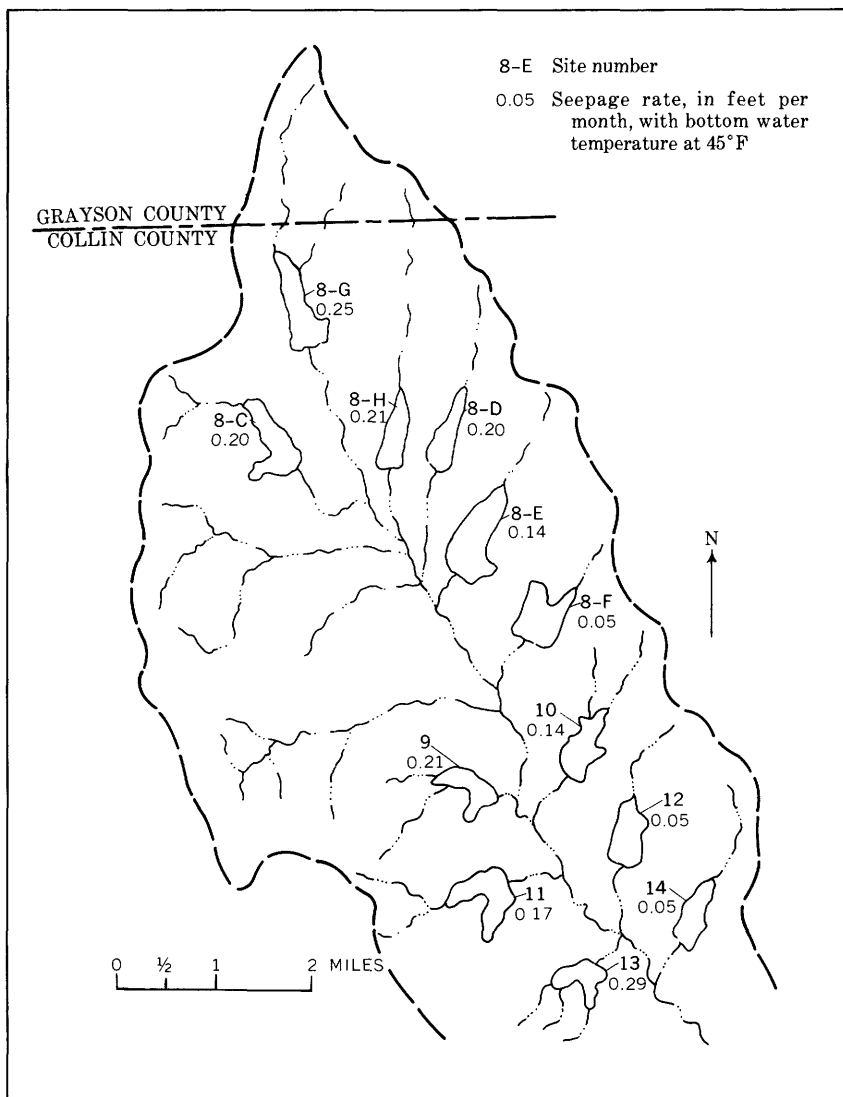 8-E Site number
0.05 Seepage rate, in feet per
month, with bottom water
temperature at 45°F
GRAYSON COUNTY
COLLIN COUNTY
8-G
0.25
8-H
0.21
8-D
0.20
8-C
0.20
8-E
0.14
N
8-F
0.05
10
0.14
9
0.21
12
0.05
11
0.17
14
0.05
0 ½ 1 2 MILES
13
0.29